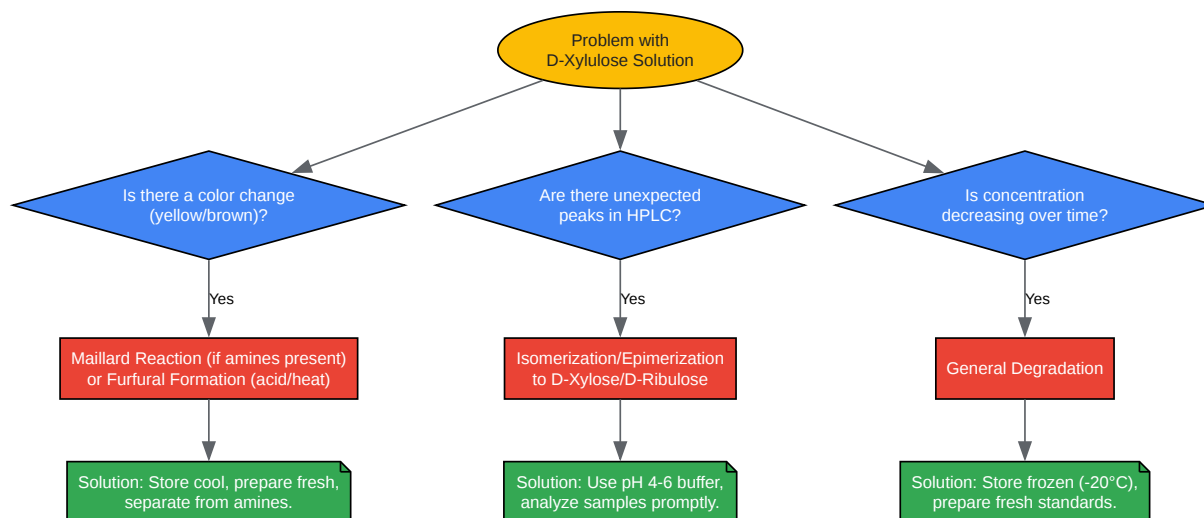 Problem with
D-Xylulose Solution
Is there a color change
(yellow/brown)?
Are there unexpected
peaks in HPLC?
Is concentration
decreasing over time?
Yes
Yes
Yes
Maillard Reaction (if amines present)
or Furfural Formation (acid/heat)
Isomerization/Epimerization
to D-Xylose/D-Ribulose
General Degradation
Solution: Store cool, prepare fresh,
separate from amines.
Solution: Use pH 4-6 buffer,
analyze samples promptly.
Solution: Store frozen (-20°C),
prepare fresh standards.